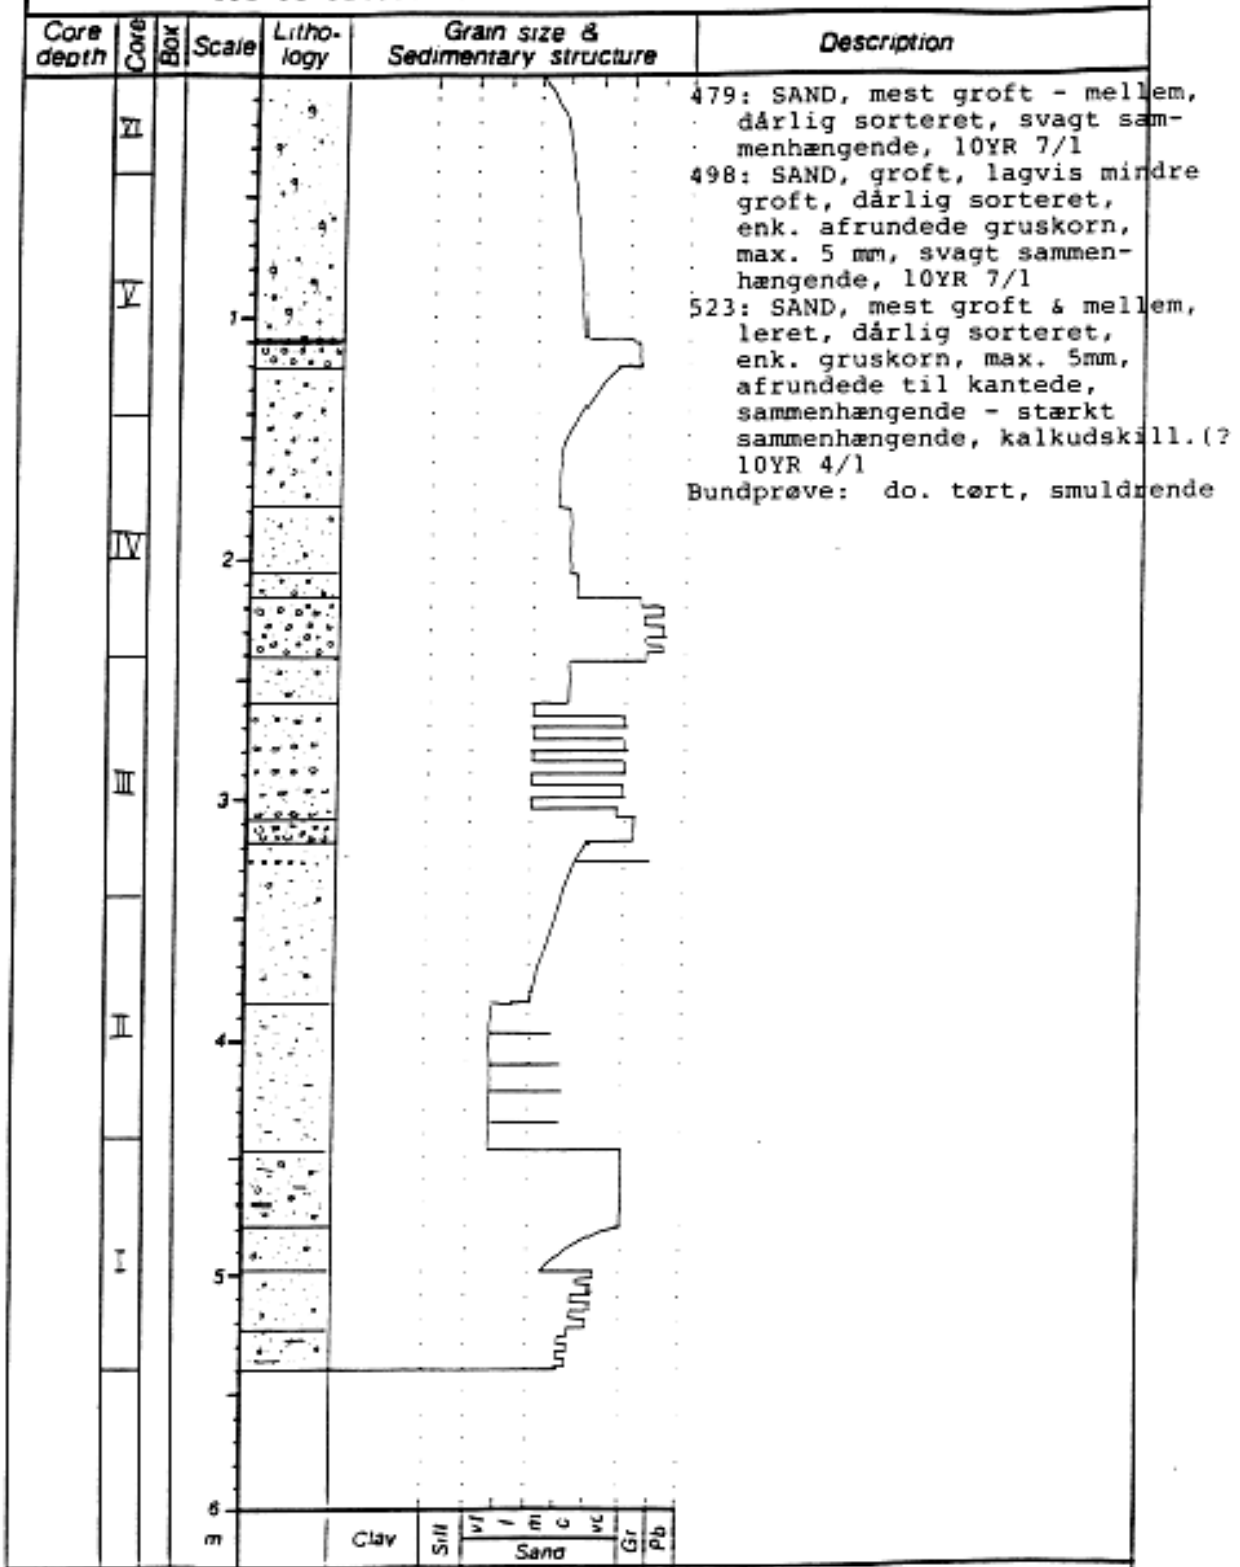 Core depth
Core
Box
Scale
Litho-logy
Grain size & Sedimentary structure
Description
479: SAND, mest groft - mellem,
dårlig sorteret, svagt sam-
menhængende, 10YR 7/1
498: SAND, groft, lagvis mindre
groft, dårlig sorteret,
enk. afrundede gruskorn,
max. 5 mm, svagt sammen-
hængende, 10YR 7/1
523: SAND, mest groft & mellem,
leret, dårlig sorteret,
enk. gruskorn, max. 5mm,
afrundede til kantede,
sammenhængende - stærkt
sammenhængende, kalkudskill.(?
10YR 4/1
Bundprøve: do. tørt, smuldrende
VI
V
IV
III
II
I
1
2
3
4
5
6
m
Clay
Silt
vf
f
m
c
vc
Sand
Gr
Pb